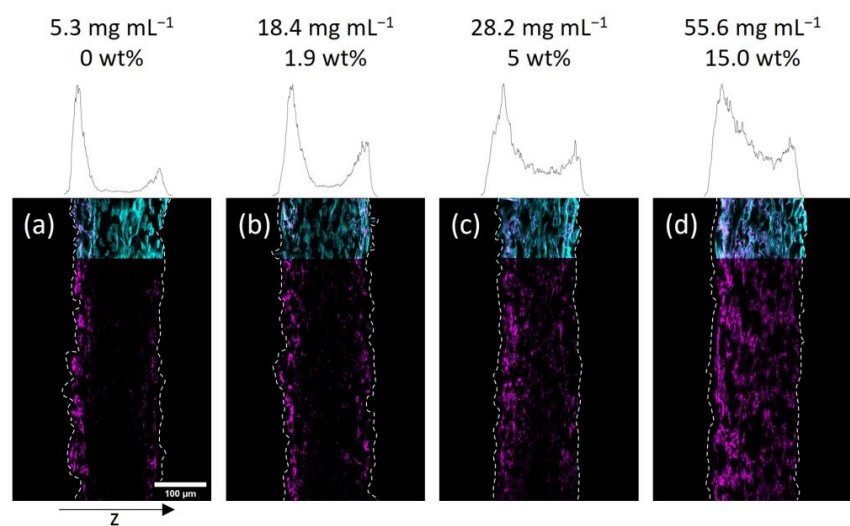 5.3 mg mL⁻¹
0 wt%
18.4 mg mL⁻¹
1.9 wt%
28.2 mg mL⁻¹
5 wt%
55.6 mg mL⁻¹
15.0 wt%
(a)
(b)
(c)
(d)
100 µm
z